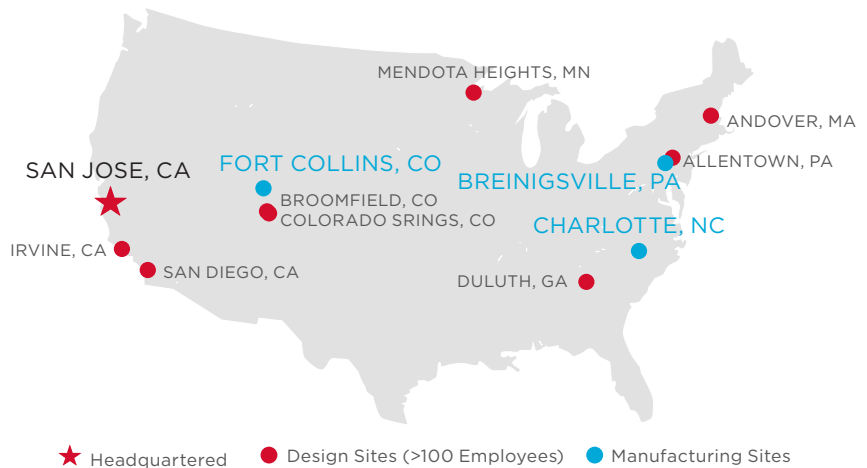 MENDOTA HEIGHTS, MN
ANDOVER, MA
ALLENTOWN, PA
SAN JOSE, CA
FORT COLLINS, CO
BREINIGSVILLE, PA
BROOMFIELD, CO
COLORADO SRINGS, CO
CHARLOTTE, NC
IRVINE, CA
SAN DIEGO, CA
DULUTH, GA
Headquartered
Design Sites (>100 Employees)
Manufacturing Sites